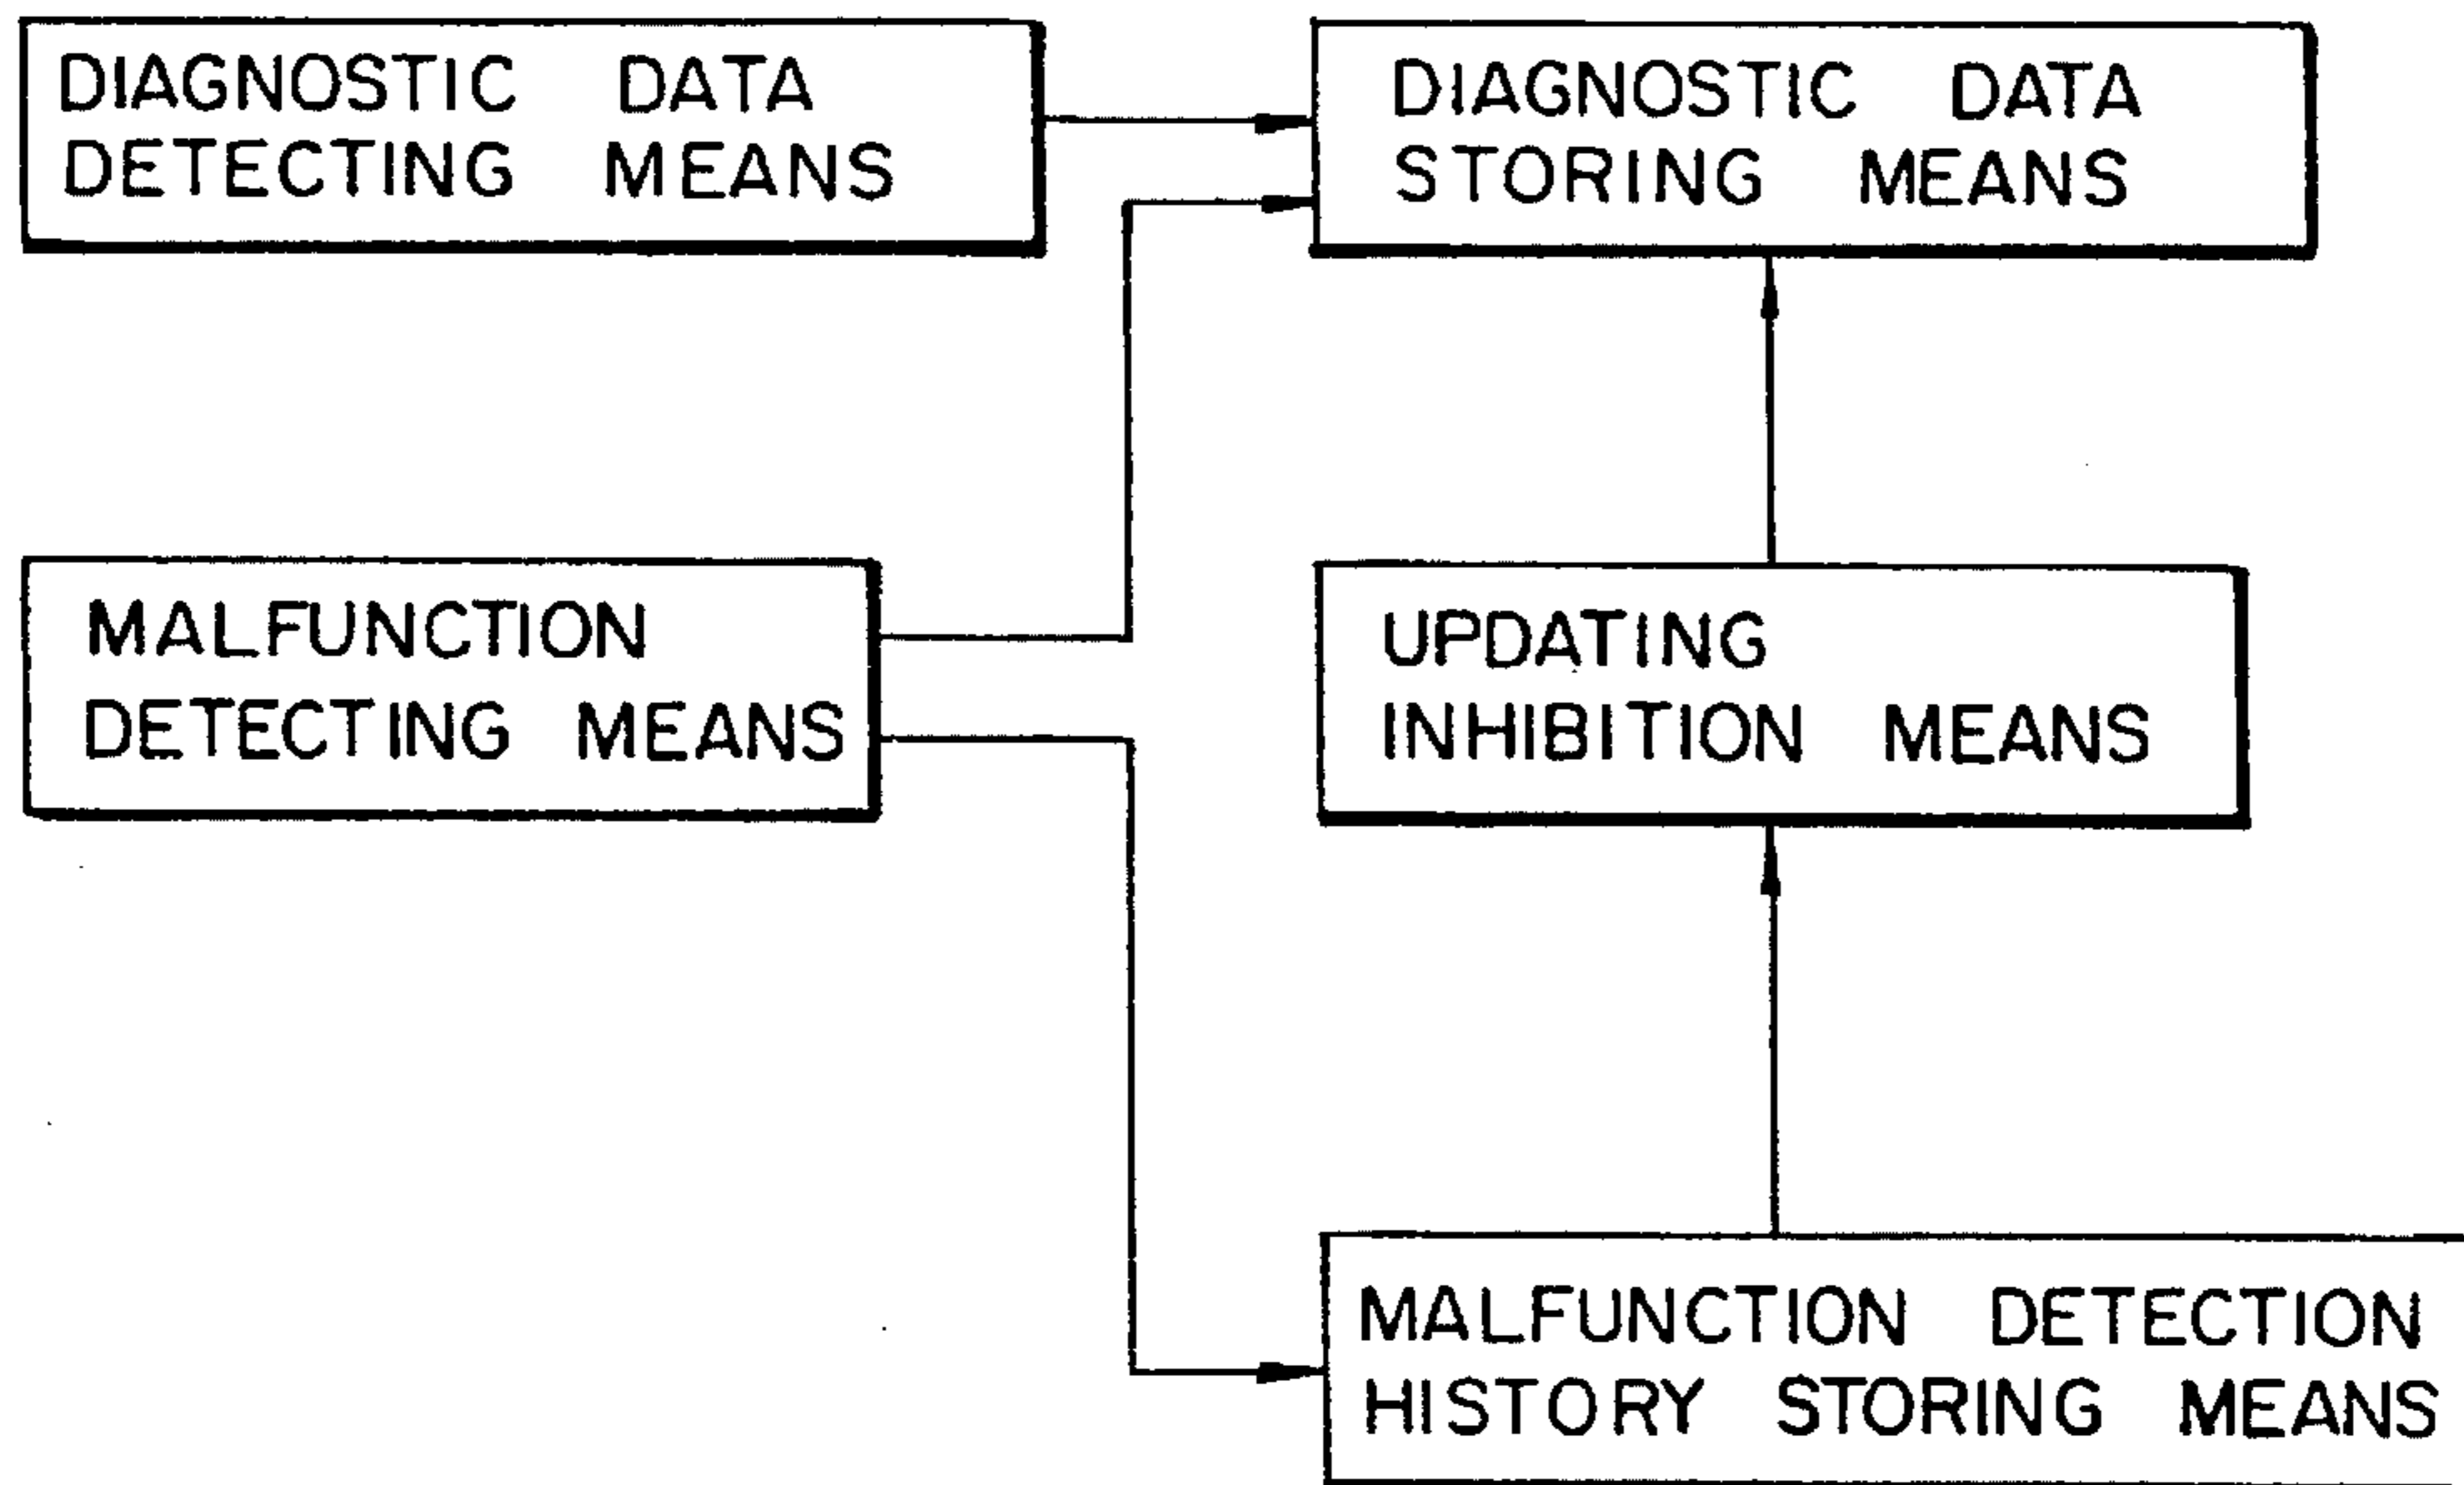 DIAGNOSTIC DATA
DETECTING MEANS
DIAGNOSTIC DATA
STORING MEANS
MALFUNCTION
DETECTING MEANS
UPDATING
INHIBITION MEANS
MALFUNCTION DETECTION
HISTORY STORING MEANS